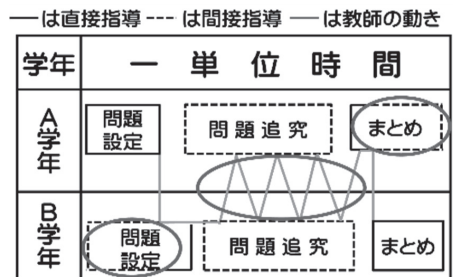 ━は直接指導 --- は間接指導 ━は教師の動き
学年 一単位時間
A学年
問題設定
問題追究
まとめ
B学年
問題設定
問題追究
まとめ